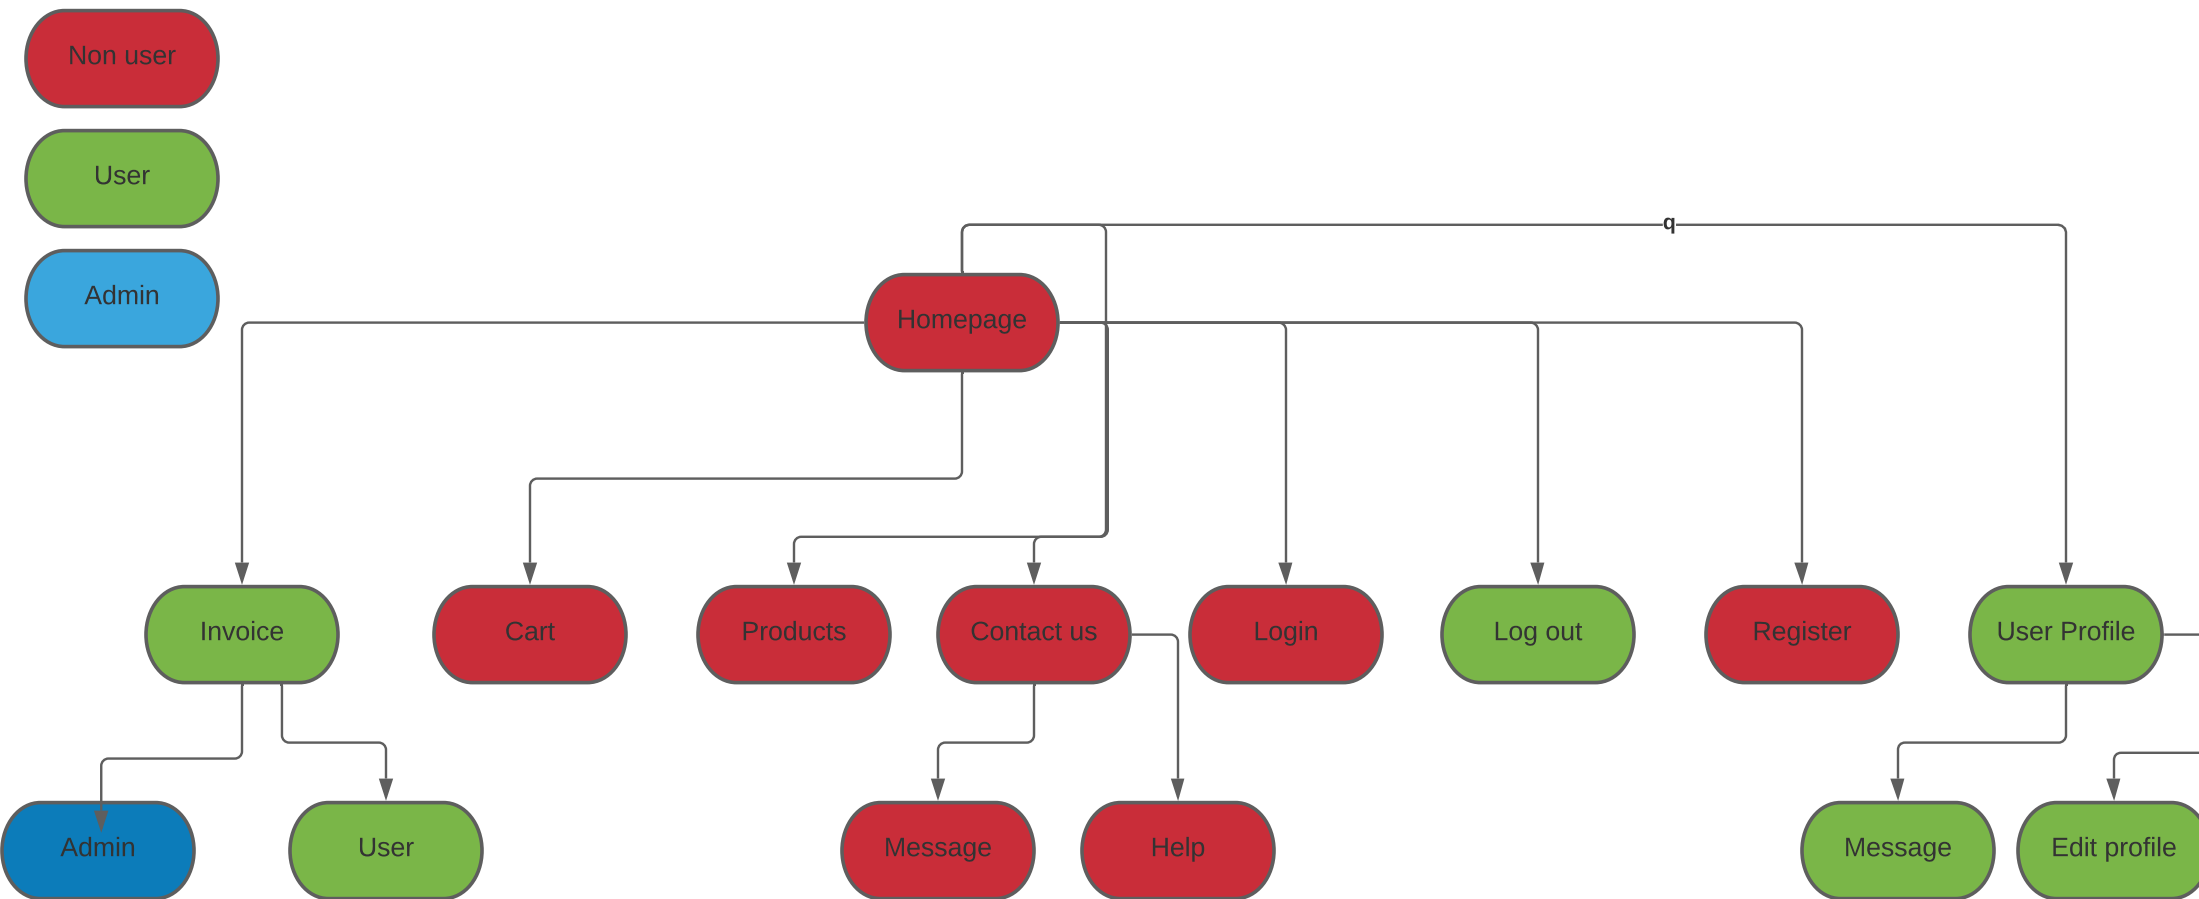 Non user
User
Admin
q
Homepage
Invoice
Cart
Products
Contact us
Login
Log out
Register
User Profile
Admin
User
Message
Help
Message
Edit profile